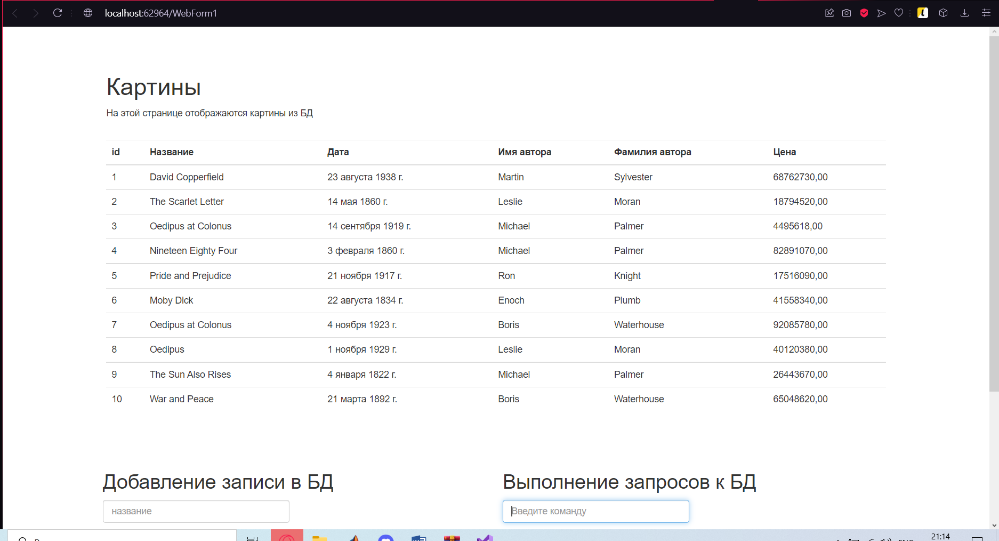 localhost:62964/WebForm1
Картины
На этой странице отображаются картины из БД
id Название Дата Имя автора Фамилия автора Цена
1 David Copperfield 23 августа 1938 г. Martin Sylvester 68762730,00
2 The Scarlet Letter 14 мая 1860 г. Leslie Moran 18794520,00
3 Oedipus at Colonus 14 сентября 1919 г. Michael Palmer 4495618,00
4 Nineteen Eighty Four 3 февраля 1860 г. Michael Palmer 82891070,00
5 Pride and Prejudice 21 ноября 1917 г. Ron Knight 17516090,00
6 Moby Dick 22 августа 1834 г. Enoch Plumb 41558340,00
7 Oedipus at Colonus 4 ноября 1923 г. Boris Waterhouse 92085780,00
8 Oedipus 1 ноября 1929 г. Leslie Moran 40120380,00
9 The Sun Also Rises 4 января 1822 г. Michael Palmer 26443670,00
10 War and Peace 21 марта 1892 г. Boris Waterhouse 65048620,00
Добавление записи в БД Выполнение запросов к БД
название Введите команду
21:14